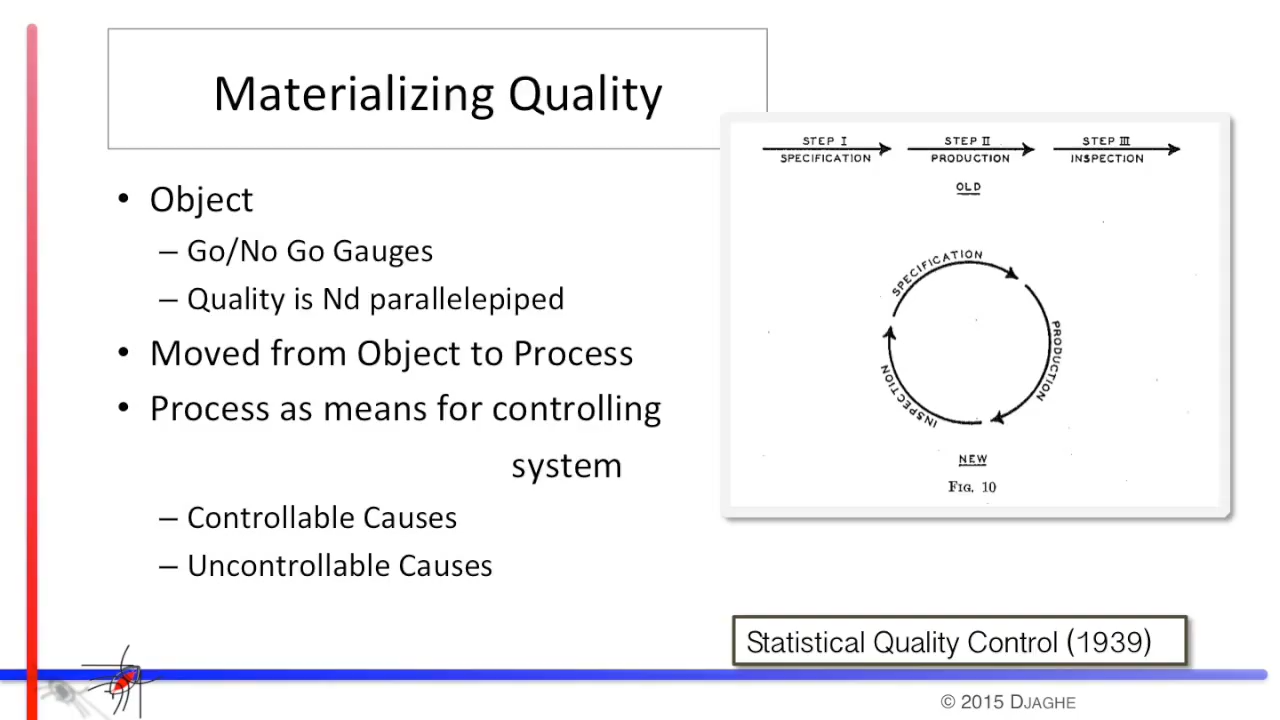 Materializing Quality
• Object
– Go/No Go Gauges
– Quality is Nd parallelepiped
• Moved from Object to Process
• Process as means for controlling
system
– Controllable Causes
– Uncontrollable Causes
STEP I STEP II STEP III
SPECIFICATION PRODUCTION INSPECTION
OLD
SPECIFICATION
PRODUCTION
INSPECTION
NEW
FIG. 10
Statistical Quality Control (1939)
© 2015 DJAGHE